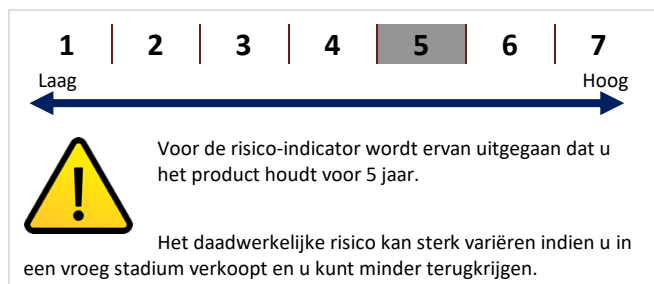 1 2 3 4 5 6 7
Laag Hoog
Voor de risico-indicator wordt ervan uitgegaan dat u
het product houdt voor 5 jaar.
Het daadwerkelijke risico kan sterk variëren indien u in
een vroeg stadium verkoopt en u kunt minder terugkrijgen.